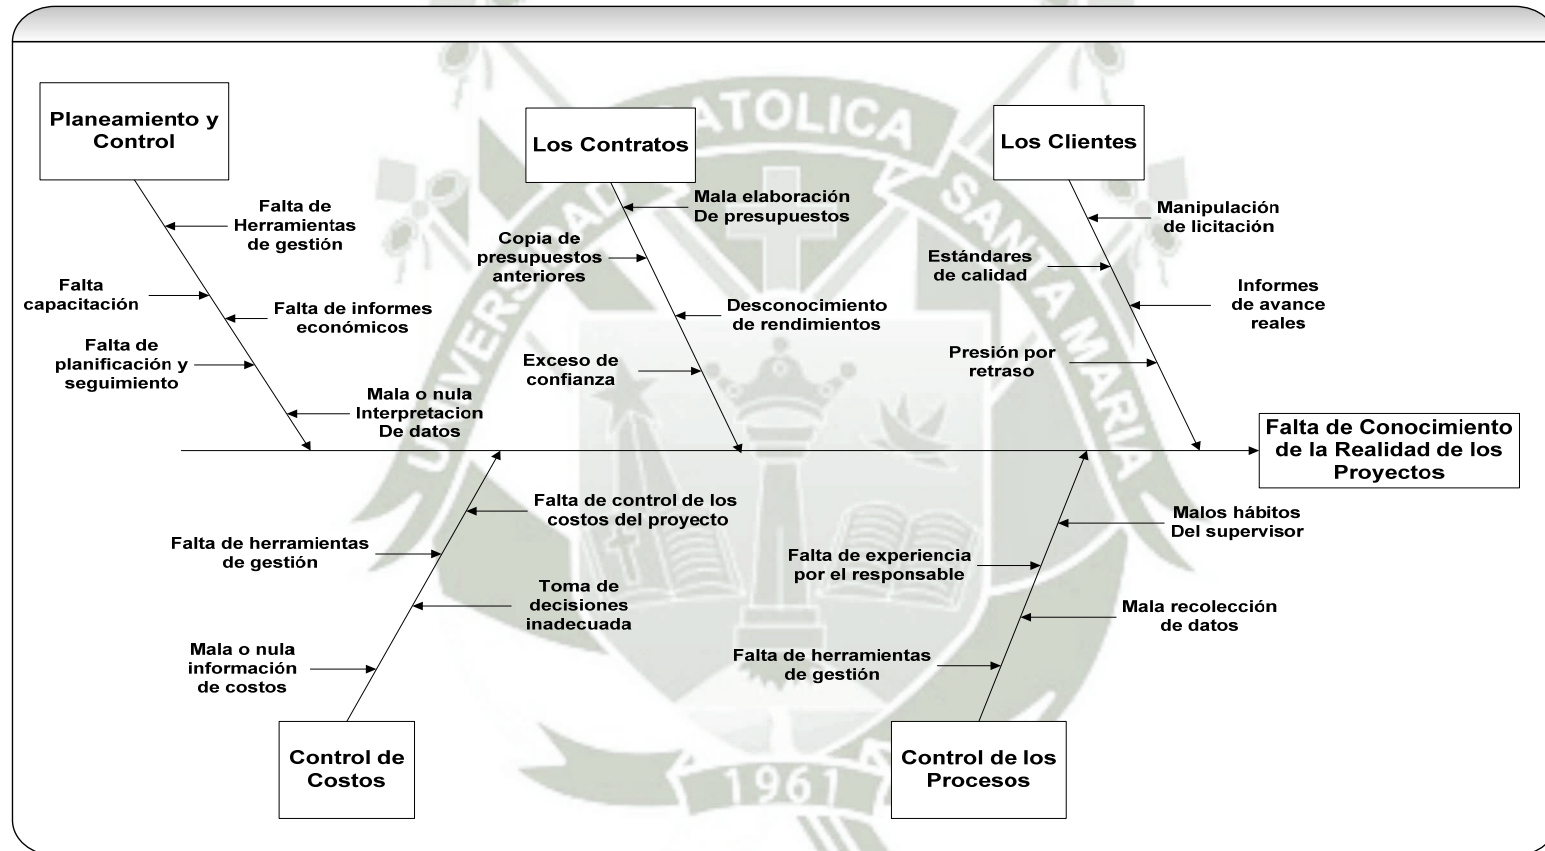 Planeamiento y
Control
Falta de
Herramientas
de gestión
Falta
capacitación
Falta de informes
económicos
Falta de
planificación y
seguimiento
Mala o nula
Interpretacion
De datos
Los Contratos
Mala elaboración
De presupuestos
Copia de
presupuestos
anteriores
Desconocimiento
de rendimientos
Exceso de
confianza
Los Clientes
Manipulación
de licitación
Estándares
de calidad
Informes
de avance
reales
Presión por
retraso
Falta de Conocimiento
de la Realidad de los
Proyectos
Falta de control de los
costos del proyecto
Falta de herramientas
de gestión
Toma de
decisiones
inadecuada
Mala o nula
información
de costos
Control de
Costos
Malos hábitos
Del supervisor
Falta de experiencia
por el responsable
Mala recolección
de datos
Falta de herramientas
de gestión
Control de los
Procesos
SANTA MARIA
1961